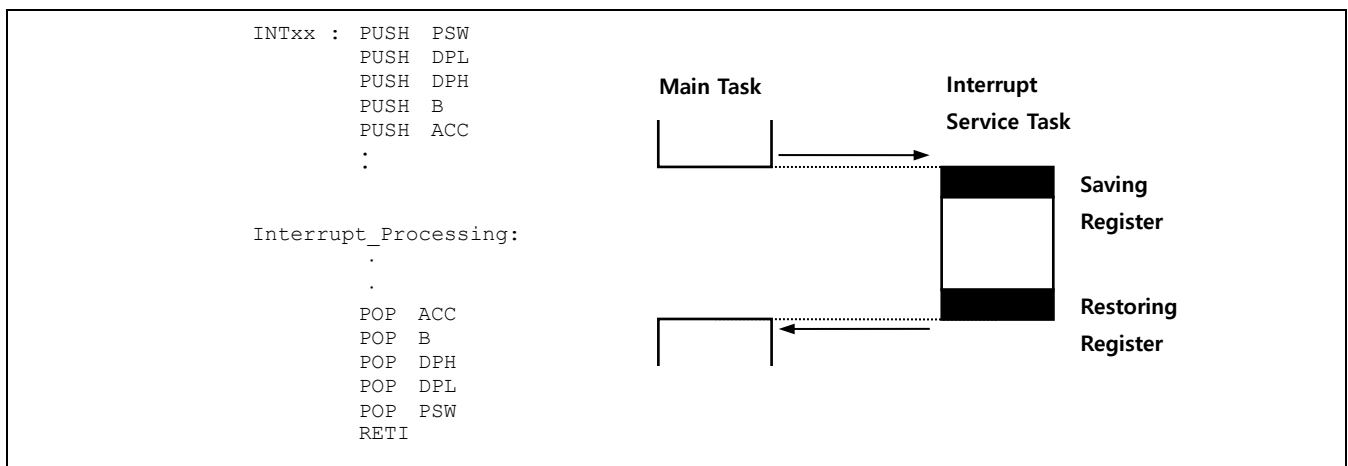 INTxx : PUSH PSW
PUSH DPL
PUSH DPH
PUSH B
PUSH ACC
:
Interrupt_Processing:
.
.
POP ACC
POP B
POP DPH
POP DPL
POP PSW
RETI
Main Task
Interrupt
Service Task
Saving
Register
Restoring
Register